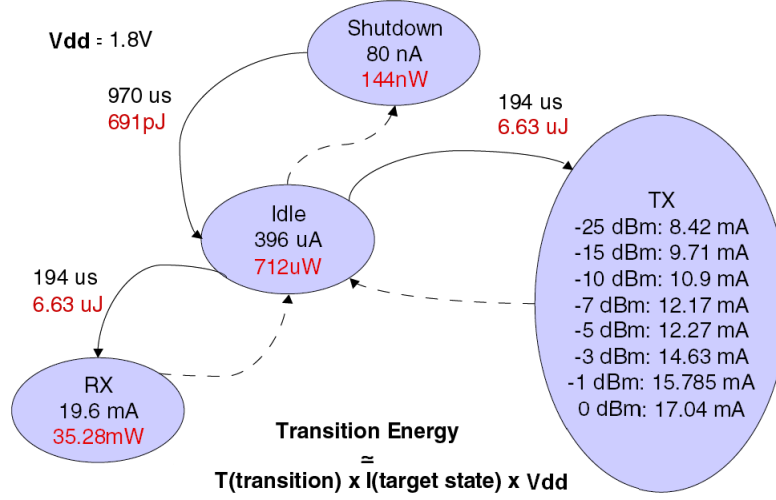 Vdd = 1.8V
Shutdown
80 nA
144nW
970 us
691pJ
194 us
6.63 uJ
Idle
396 uA
712uW
TX
-25 dBm: 8.42 mA
-15 dBm: 9.71 mA
-10 dBm: 10.9 mA
-7 dBm: 12.17 mA
-5 dBm: 12.27 mA
-3 dBm: 14.63 mA
-1 dBm: 15.785 mA
0 dBm: 17.04 mA
194 us
6.63 uJ
RX
19.6 mA
35.28mW
Transition Energy
≃
T(transition) x I(target state) x Vdd